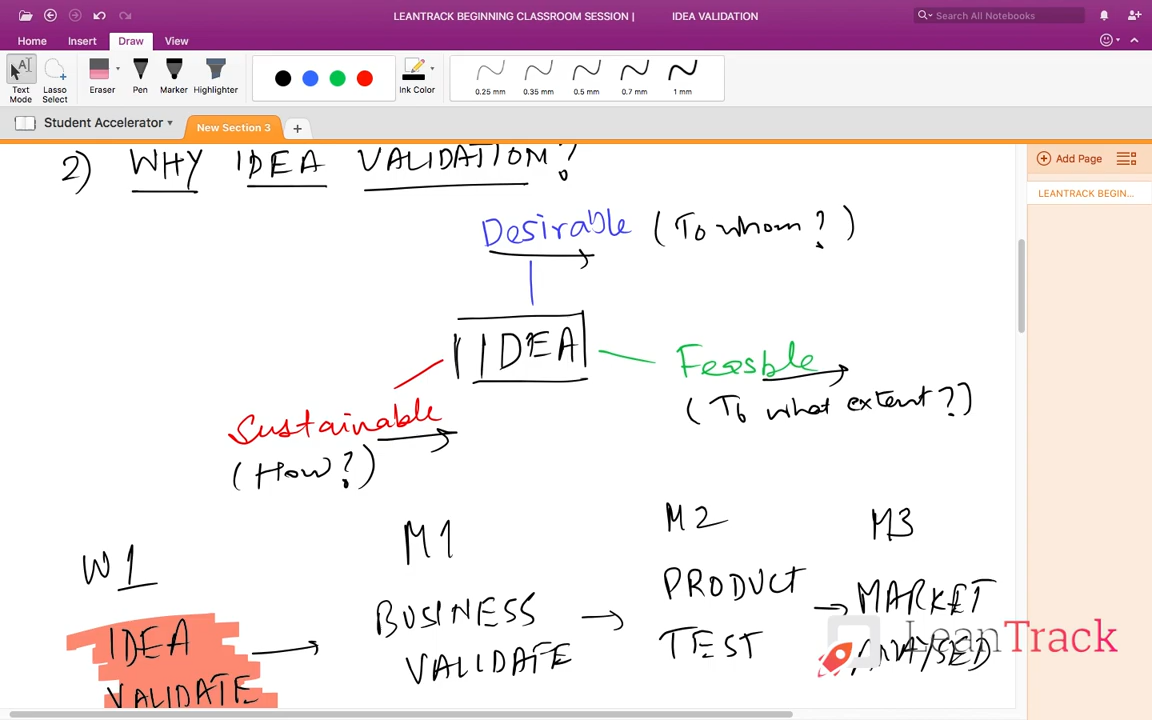 LEANTRACK BEGINNING CLASSROOM SESSION | IDEA VALIDATION
Search All Notebooks
Home Insert Draw View
Text Mode
Lasso Select
Eraser
Pen
Marker
Highlighter
Ink Color
0.25 mm 0.35 mm 0.5 mm 0.7 mm 1 mm
Student Accelerator
New Section 3
Add Page
LEANTRACK BEGIN...
2) WHY IDEA VALIDATION?
Desirable (To whom?)
IDEA
Feasble
(To what extent?)
Sustainable
(How?)
W1 M1 M2 M3
IDEA VALIDATE
BUSINESS VALIDATE
PRODUCT TEST
MARKET
LeanTrack